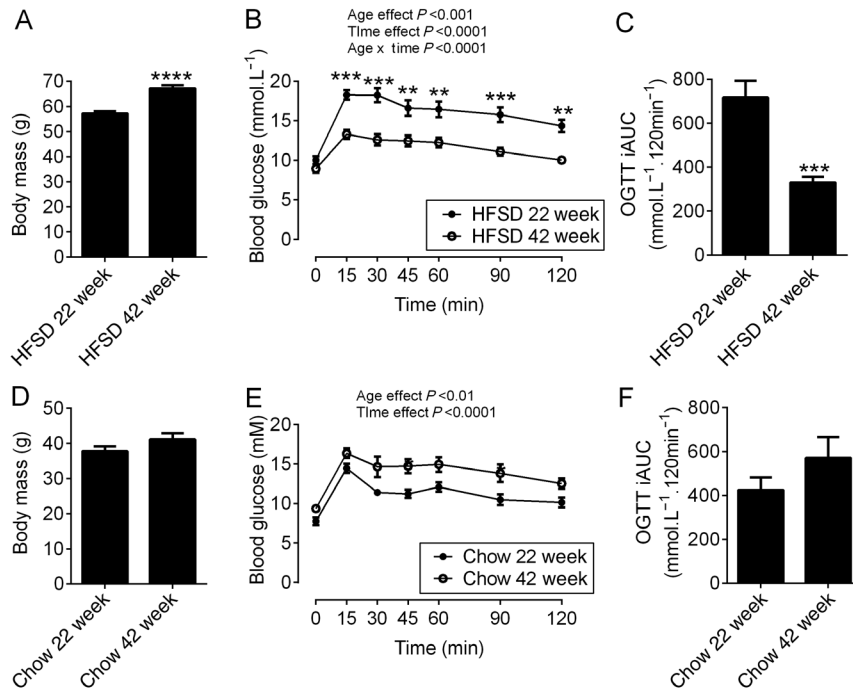 A
Body mass (g)
70
60
50
40
30
20
10
0
****
HFSD 22 week
HFSD 42 week
B
Age effect P<0.001
TIme effect P<0.0001
Age x time P<0.0001
Blood glucose (mmol.L⁻¹)
20
15
10
5
0
*** *** ** ** *** **
HFSD 22 week
HFSD 42 week
0 15 30 45 60 90 120
Time (min)
C
OGTT iAUC
(mmol.L⁻¹.120min⁻¹)
800
600
400
200
0
***
HFSD 22 week
HFSD 42 week
D
Body mass (g)
50
40
30
20
10
0
Chow 22 week
Chow 42 week
E
Age effect P<0.01
TIme effect P<0.0001
Blood glucose (mM)
20
15
10
5
0
Chow 22 week
Chow 42 week
0 15 30 45 60 90 120
Time (min)
F
OGTT iAUC
(mmol.L⁻¹.120min⁻¹)
800
600
400
200
0
Chow 22 week
Chow 42 week